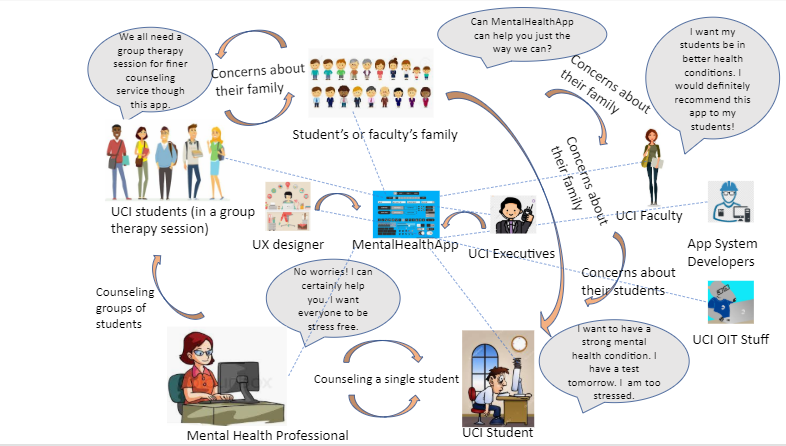 We all need a
group therapy
session for finer
counseling
service though
this app.
Concerns about
their family
Can MentalHealthApp
can help you just the
way we can?
I want my
students be in
better health
conditions. I
would definitely
recommend this
app to my
students!
Concerns about
their family
Student’s or faculty’s family
Concerns about
their family
UCI students (in a group
therapy session)
UX designer
MentalHealthApp
UCI Executives
UCI Faculty
App System
Developers
No worries! I can
certainly help
you. I want
everyone to be
stress free.
Concerns about
their students
Counseling
groups of
students
UCI OIT Stuff
I want to have a
strong mental
health condition. I
have a test
tomorrow. I am too
stressed.
Counseling a single student
Mental Health Professional
UCI Student